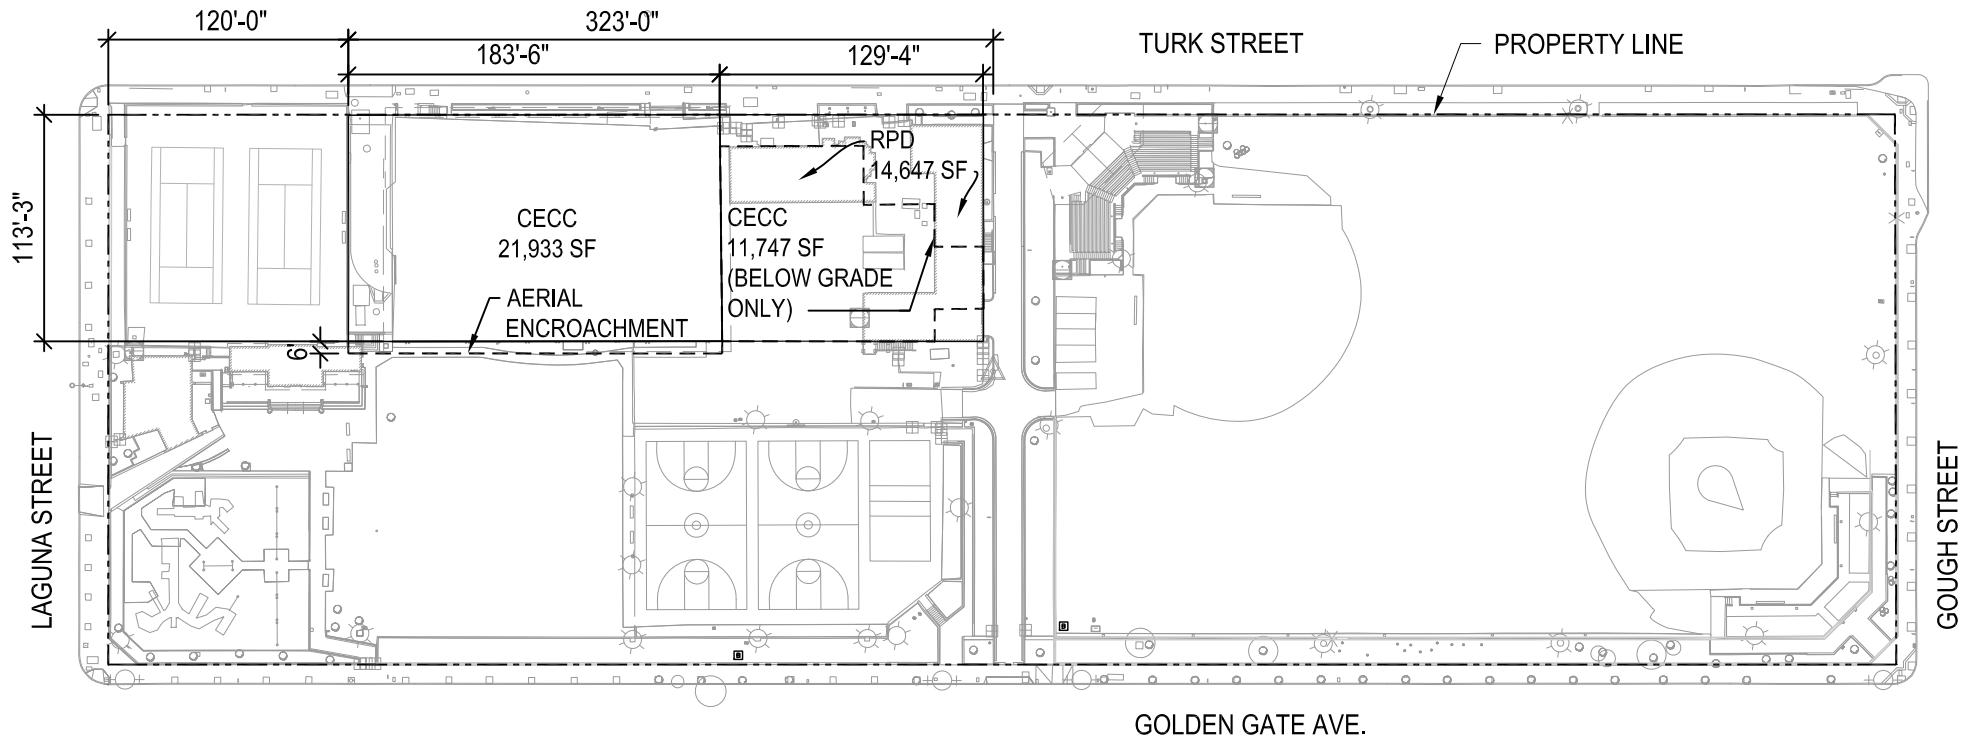 120'-0"
323'-0"
183'-6"
129'-4"
TURK STREET
PROPERTY LINE
113'-3"
RPD
14,647 SF
CECC
21,933 SF
CECC
11,747 SF
(BELOW GRADE
ONLY)
AERIAL
ENCROACHMENT
6'
LAGUNA STREET
GOUGH STREET
GOLDEN GATE AVE.